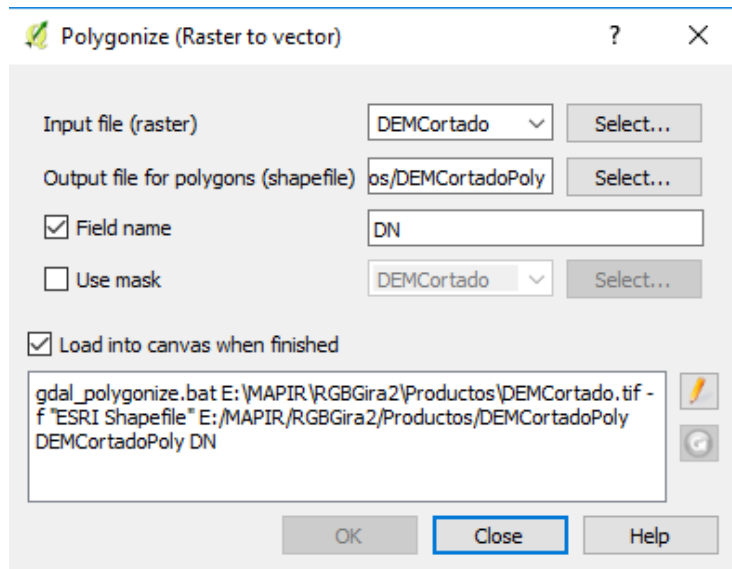 Polygonize (Raster to vector)
?
Input file (raster)
DEMCortado
Select...
Output file for polygons (shapefile)
os/DEMCortadoPoly
Select...
Field name
DN
Use mask
DEMCortado
Select...
Load into canvas when finished
gdal_polygonize.bat E:\MAPIR\RGBGira2\Productos\DEMCortado.tif -
f "ESRI Shapefile" E:/MAPIR/RGBGira2/Productos/DEMCortadoPoly
DEMCortadoPoly DN
OK
Close
Help